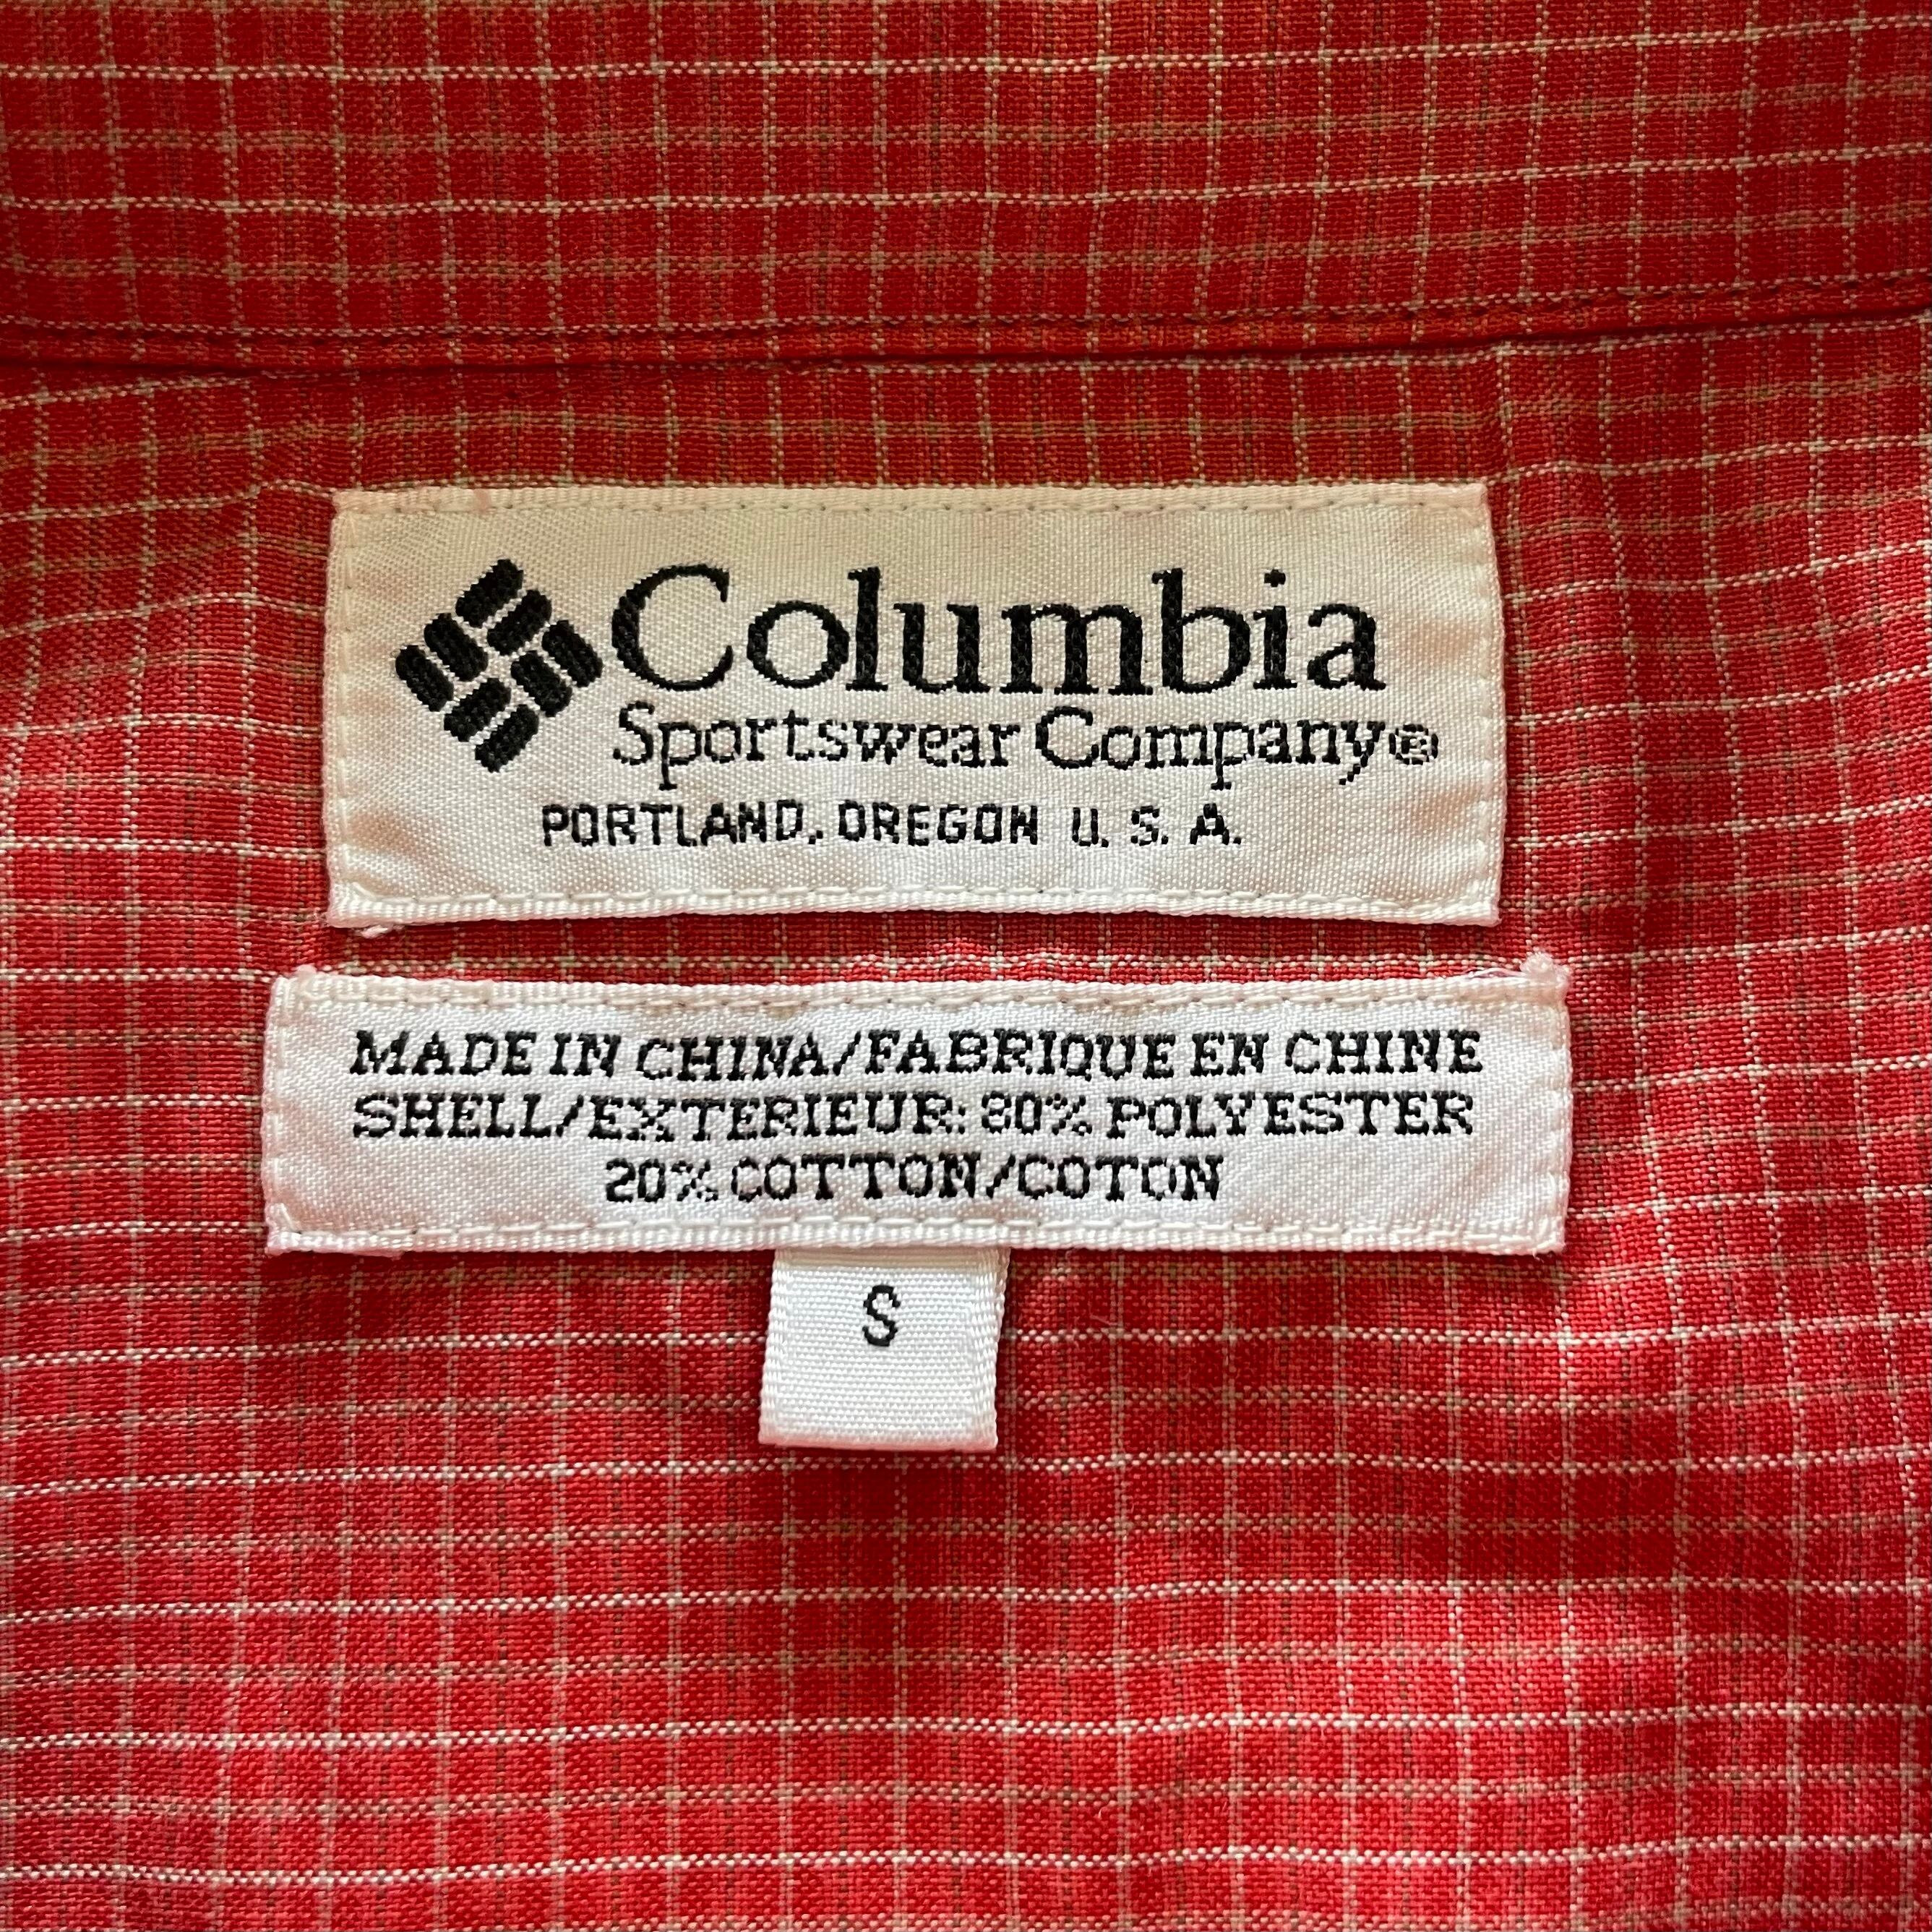 Columbia
Sportswear Company®
PORTLAND, OREGON U. S. A.
MADE IN CHINA/FABRIQUE EN CHINE
SHELL/EXTERIEUR: 80% POLYESTER
20% COTTON/COTON
S